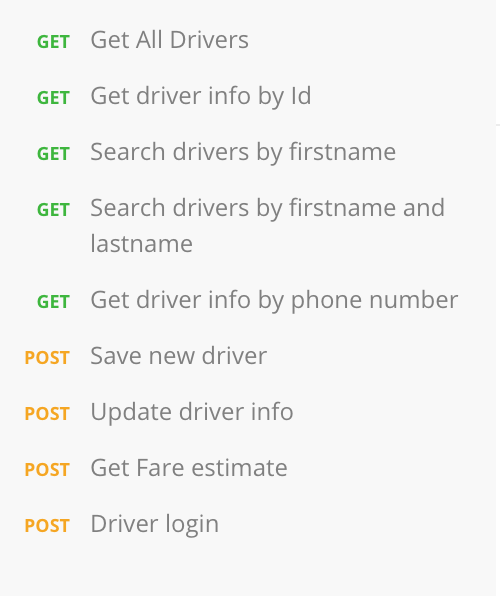 GET Get All Drivers
GET Get driver info by Id
GET Search drivers by firstname
GET Search drivers by firstname and
lastname
GET Get driver info by phone number
POST Save new driver
POST Update driver info
POST Get Fare estimate
POST Driver login